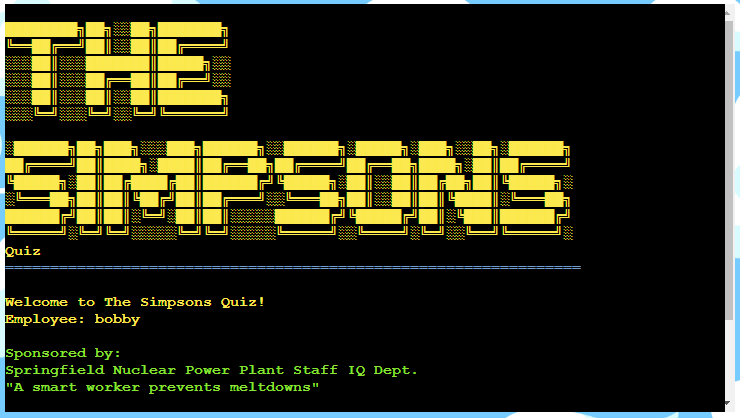 THE
SIMPSONS
Quiz
Welcome to The Simpsons Quiz!
Employee: bobby
Sponsored by:
Springfield Nuclear Power Plant Staff IQ Dept.
"A smart worker prevents meltdowns"